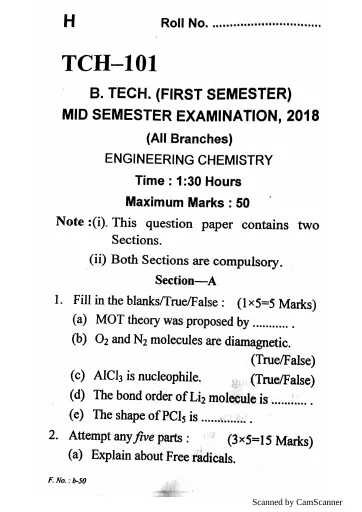 H Roll No. ..............................
TCH–101
B. TECH. (FIRST SEMESTER)
MID SEMESTER EXAMINATION, 2018
(All Branches)
ENGINEERING CHEMISTRY
Time : 1:30 Hours
Maximum Marks : 50
Note :(i). This question paper contains two
Sections.
(ii) Both Sections are compulsory.
Section—A
1. Fill in the blanks/True/False : (1×5=5 Marks)
(a) MOT theory was proposed by ........... .
(b) O₂ and N₂ molecules are diamagnetic.
(True/False)
(c) AlCl₃ is nucleophile. (True/False)
(d) The bond order of Li₂ molecule is ........... .
(e) The shape of PCl₅ is .............. .
2. Attempt any five parts : (3×5=15 Marks)
(a) Explain about Free radicals.
F. No. : b-50
Scanned by CamScanner